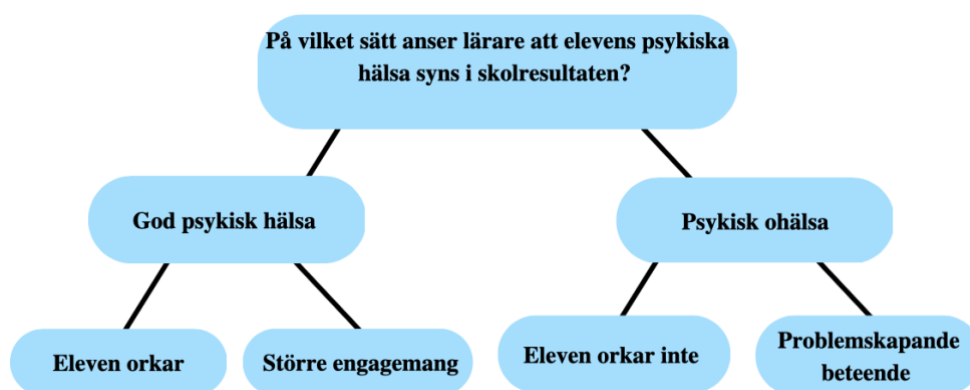 På vilket sätt anser lärare att elevens psykiska
hälsa syns i skolresultaten?
God psykisk hälsa
Psykisk ohälsa
Eleven orkar
Större engagemang
Eleven orkar inte
Problemskapande
beteende